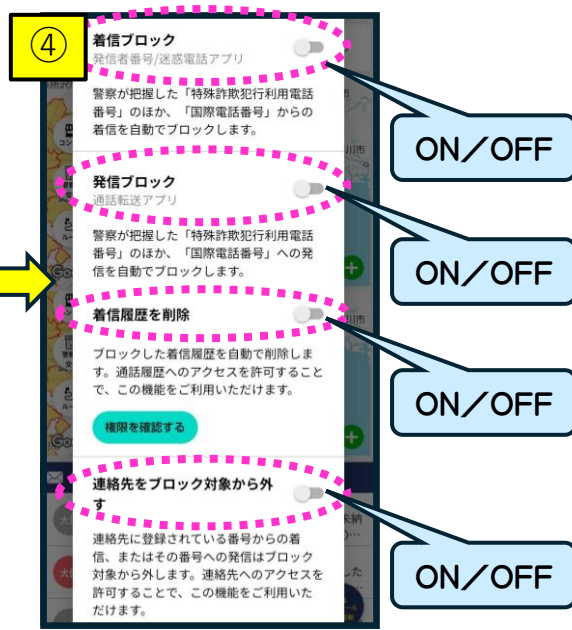 ④
着信ブロック
発信者番号/迷惑電話アプリ
警察が把握した「特殊詐欺犯行利用電話
番号」のほか、「国際電話番号」からの
着信を自動でブロックします。
ON/OFF
発信ブロック
通話転送アプリ
警察が把握した「特殊詐欺犯行利用電話
番号」のほか、「国際電話番号」への発
信を自動でブロックします。
ON/OFF
着信履歴を削除
ブロックした着信履歴を自動で削除しま
す。通話履歴へのアクセスを許可すること
で、この機能をご利用いただけます。
権限を確認する
ON/OFF
連絡先をブロック対象から外
す
連絡先に登録されている番号からの着
信、またはその番号への発信はブロック
対象から外します。連絡先へのアクセスを
許可することで、この機能をご利用いた
だけます。
ON/OFF